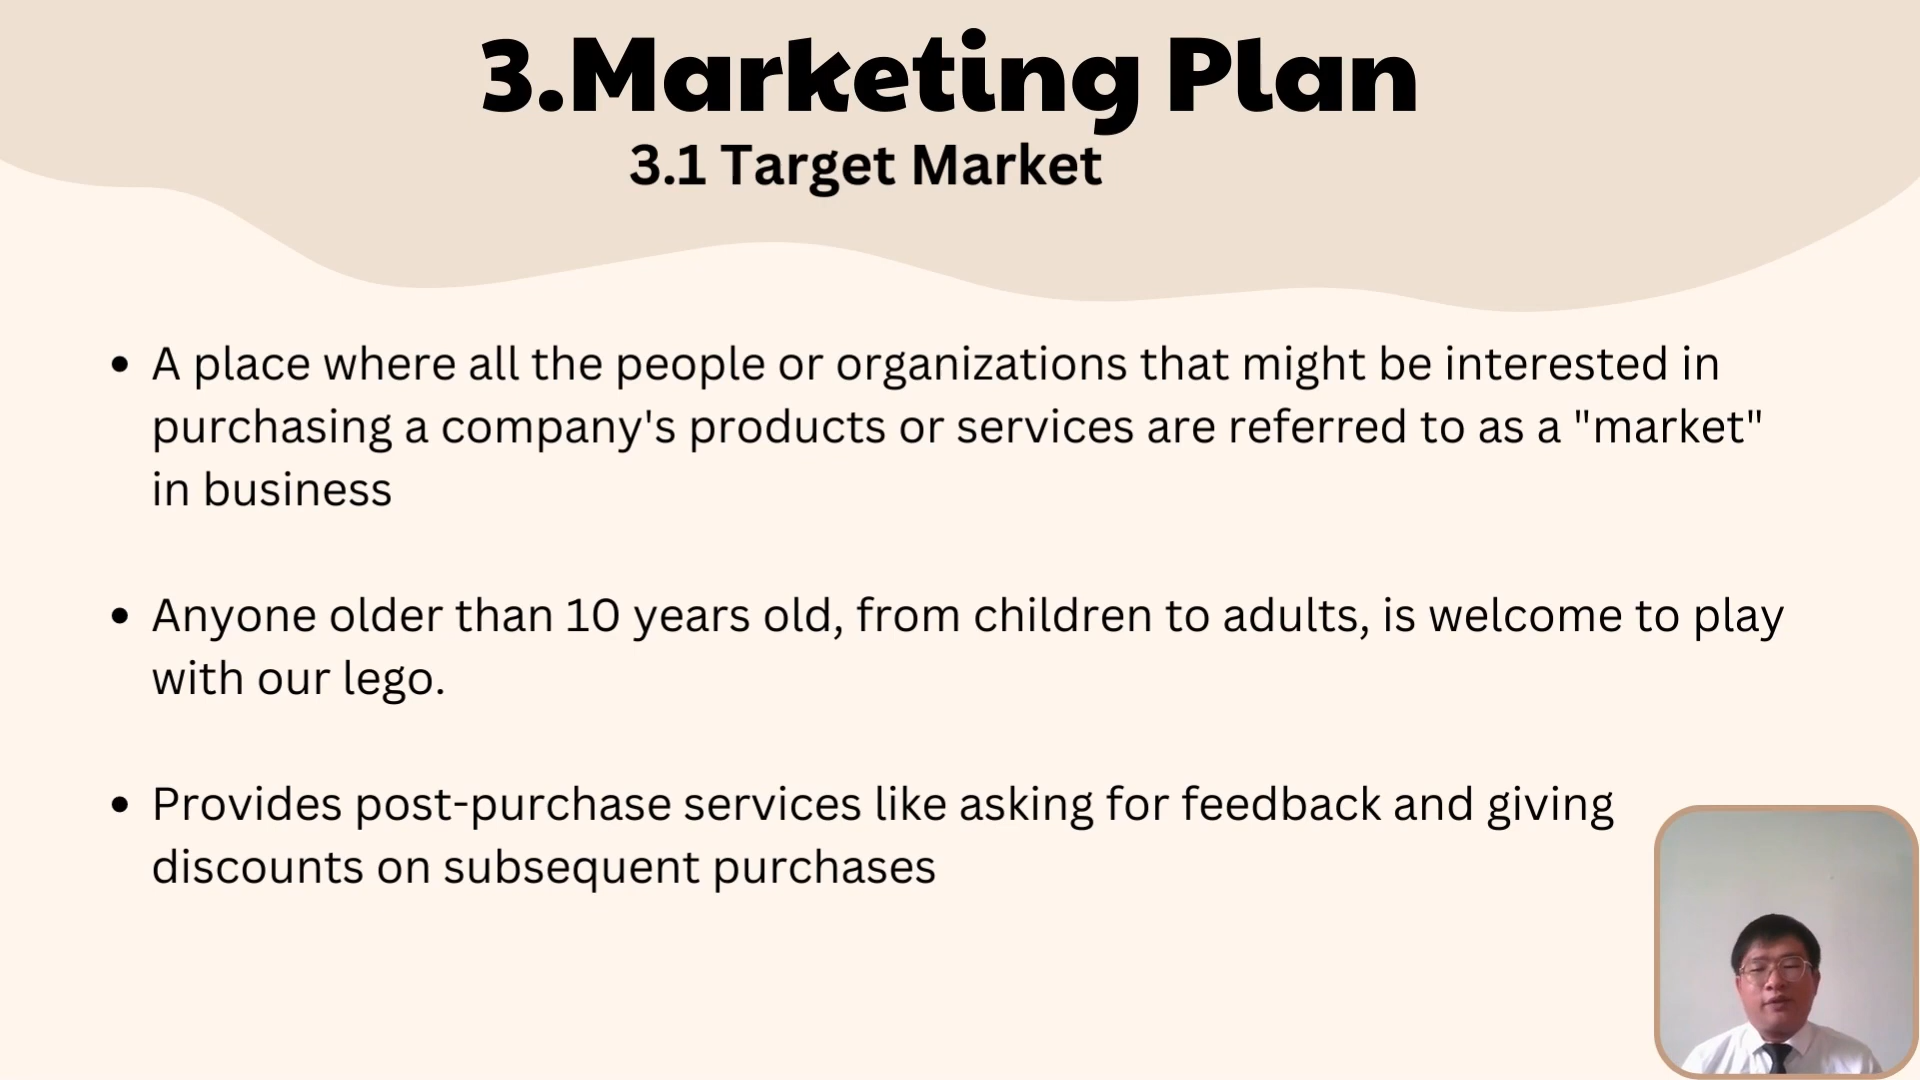 3.Marketing Plan
3.1 Target Market
• A place where all the people or organizations that might be interested in
purchasing a company's products or services are referred to as a "market"
in business
• Anyone older than 10 years old, from children to adults, is welcome to play
with our lego.
• Provides post-purchase services like asking for feedback and giving
discounts on subsequent purchases